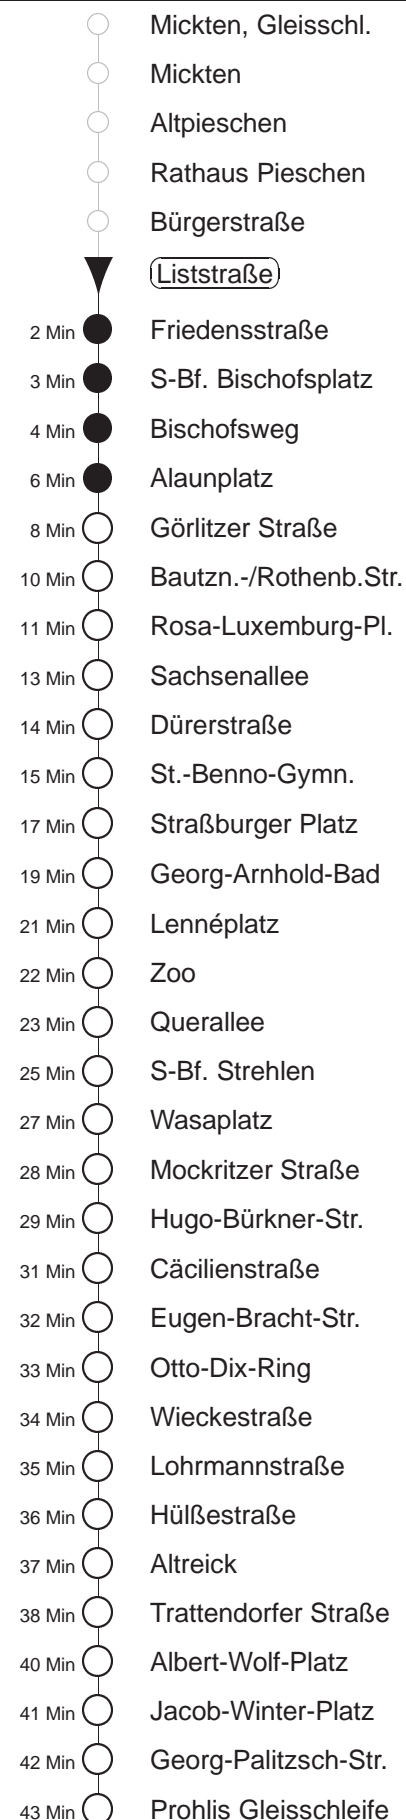 Mickten, Gleisschl.
Mickten
Altpieschen
Rathaus Pieschen
Bürgerstraße
Liststraße
2 Min Friedensstraße
3 Min S-Bf. Bischofsplatz
4 Min Bischofsweg
6 Min Alaunplatz
8 Min Görlitzer Straße
10 Min Bautzn.-/Rothenb.Str.
11 Min Rosa-Luxemburg-Pl.
13 Min Sachsenallee
14 Min Dürerstraße
15 Min St.-Benno-Gymn.
17 Min Straßburger Platz
19 Min Georg-Arnhold-Bad
21 Min Lennéplatz
22 Min Zoo
23 Min Querallee
25 Min S-Bf. Strehlen
27 Min Wasaplatz
28 Min Mockritzer Straße
29 Min Hugo-Bürkner-Str.
31 Min Cäcilienstraße
32 Min Eugen-Bracht-Str.
33 Min Otto-Dix-Ring
34 Min Wieckestraße
35 Min Lohrmannstraße
36 Min Hülßestraße
37 Min Altreick
38 Min Trattendorfer Straße
40 Min Albert-Wolf-Platz
41 Min Jacob-Winter-Platz
42 Min Georg-Palitzsch-Str.
43 Min Prohlis Gleisschleife